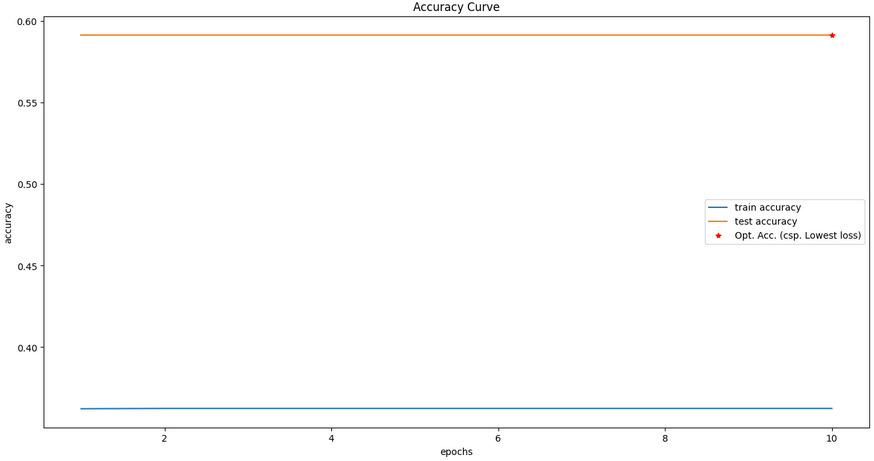 Accuracy Curve
0.60
0.55
0.50
0.45
0.40
accuracy
train accuracy
test accuracy
Opt. Acc. (csp. Lowest loss)
2
4
6
8
10
epochs